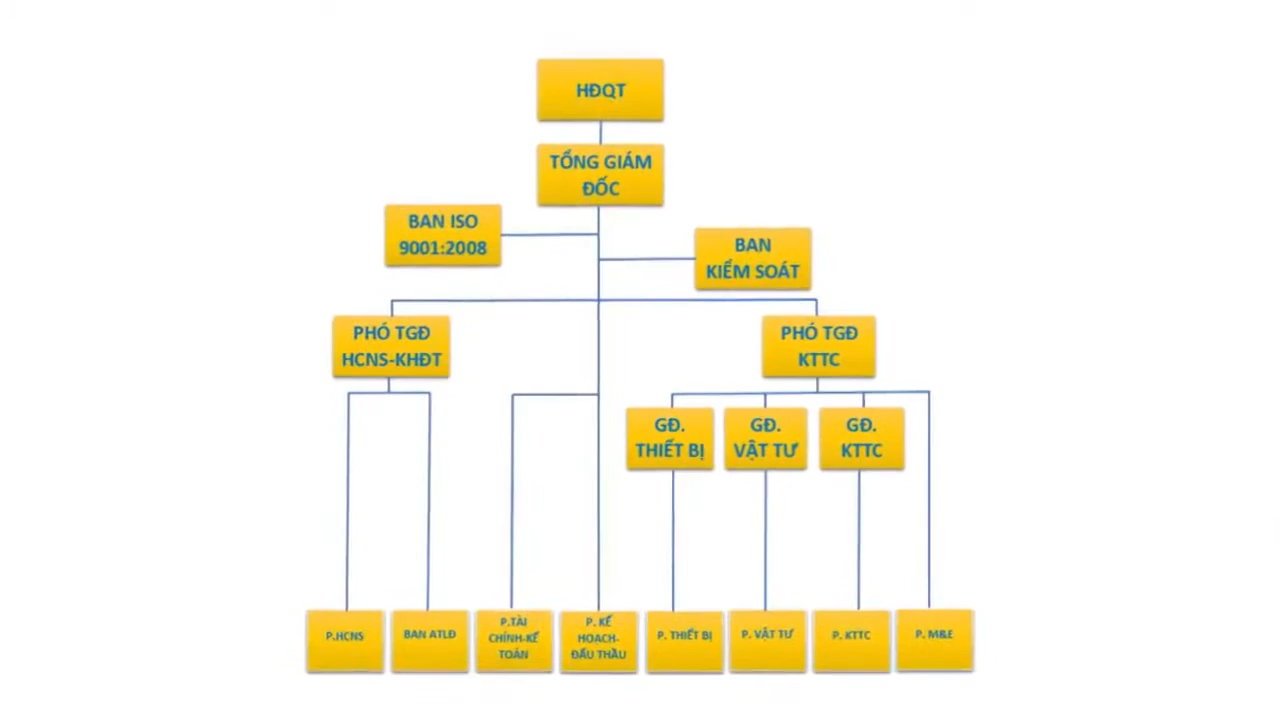 HĐQT
TỔNG GIÁM
ĐỐC
BAN ISO
9001:2008
BAN
KIỂM SOÁT
PHÓ TGĐ
HCNS-KHĐT
PHÓ TGĐ
KTTC
GĐ.
THIẾT BỊ
GĐ.
VẬT TƯ
GĐ.
KTTC
P.HCNS
BAN ATLĐ
P.TÀI
CHÍNH-KẾ
TOÁN
P. KẾ
HOẠCH-
ĐẤU THẦU
P. THIẾT BỊ
P. VẬT TƯ
P. KTTC
P. M&E